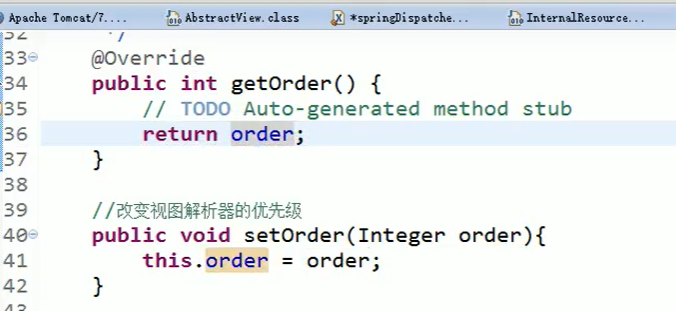 Apache Tomcat/7.... AbstractView.class *springDispatche... InternalResource...
32 */
33 @Override
34 public int getOrder() {
35 // TODO Auto-generated method stub
36 return order;
37 }
38
39 //改变视图解析器的优先级
40 public void setOrder(Integer order){
41 this.order = order;
42 }
43